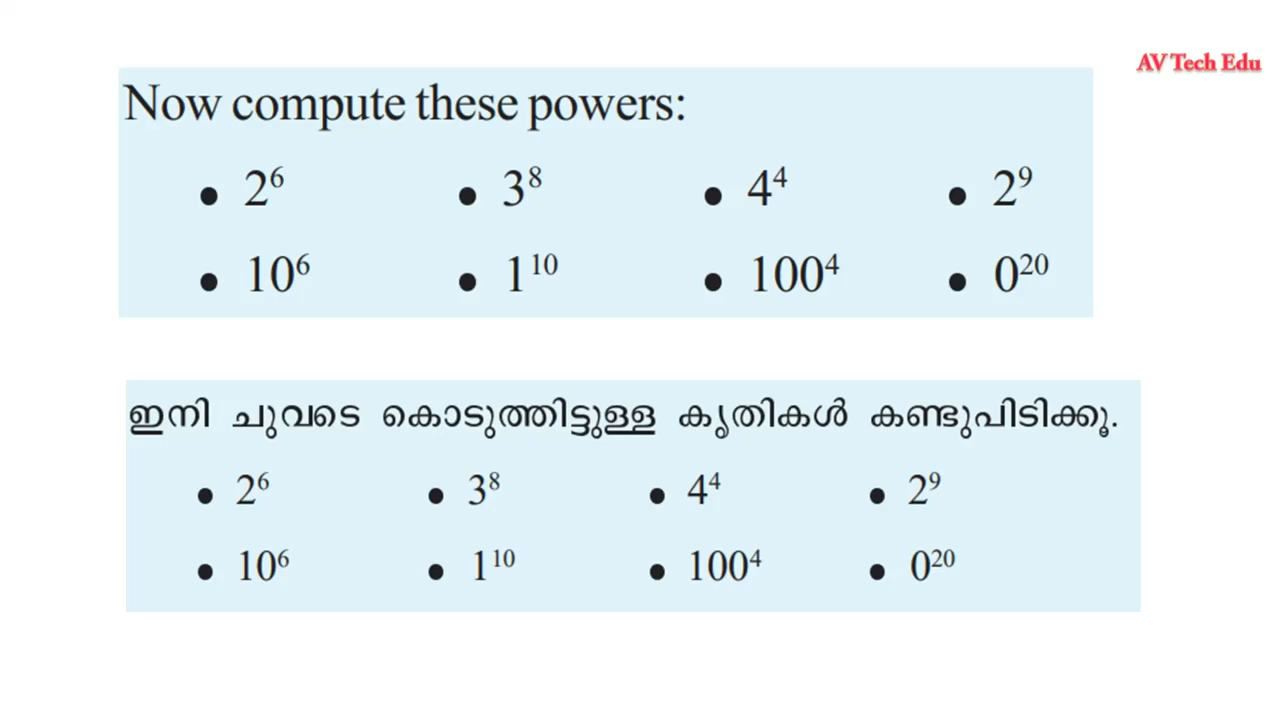 AV Tech Edu
Now compute these powers:
• 2⁶ • 3⁸ • 4⁴ • 2⁹
• 10⁶ • 1¹⁰ • 100⁴ • 0²⁰
ഇനി ചുവടെ കൊടുത്തിട്ടുള്ള കൃതികൾ കണ്ടുപിടിക്കൂ.
• 2⁶ • 3⁸ • 4⁴ • 2⁹
• 10⁶ • 1¹⁰ • 100⁴ • 0²⁰